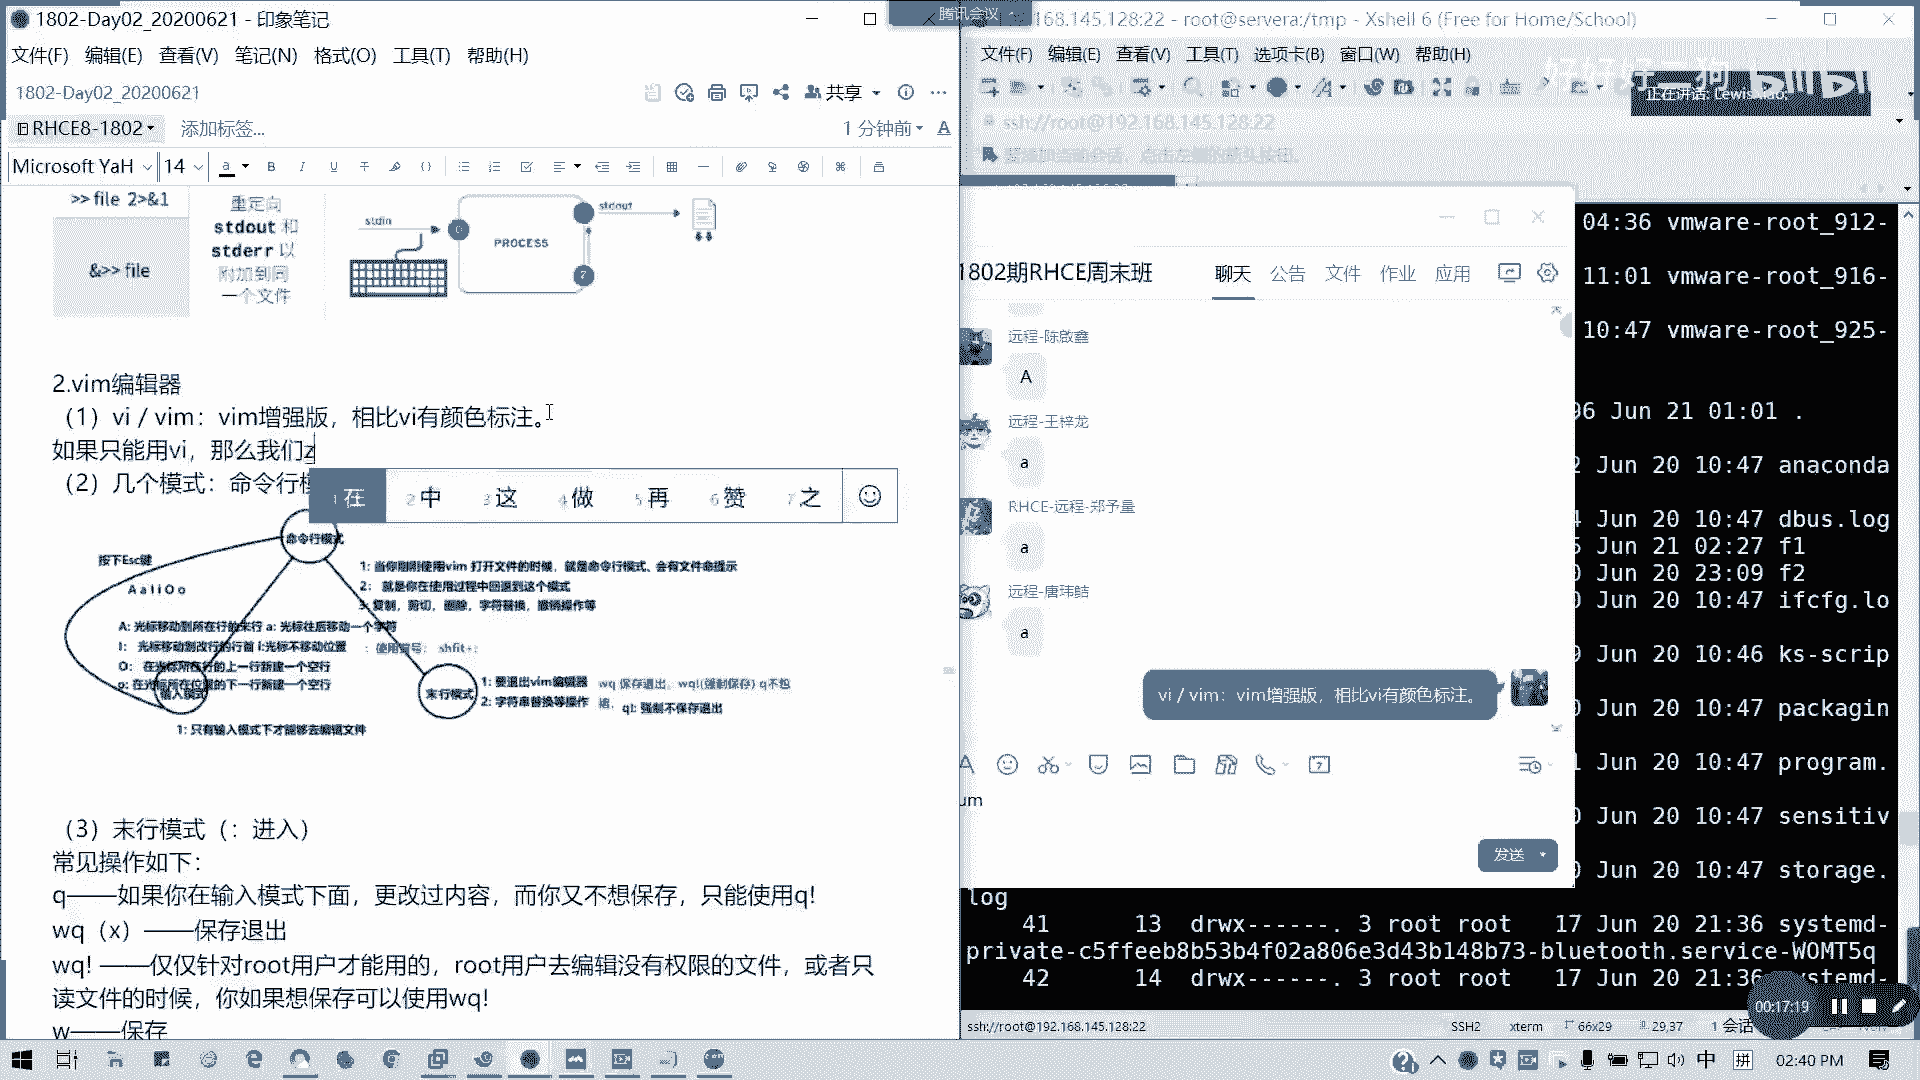 1802-Day02_20200621 - 印象笔记
文件(F) 编辑(E) 查看(V) 笔记(N) 格式(O) 工具(T) 帮助(H)
1802-Day02_20200621
共享
RHCE8-1802
添加标签...
1 分钟前
Microsoft YaH 14
>> file 2>&1
&>> file
重定向
stdout 和
stderr 以
附加到同
一个文件
stdin
PROCESS
stdout
2.vim编辑器
（1）vi / vim：vim增强版，相比vi有颜色标注。
如果只能用vi，那么我们z
1 在 2 中 3 这 4 做 5 再 6 赞 7 之
（2）几个模式：命令行模
命令行模式
按下Esc键
A a I i O o
1: 当你刚刚使用vim 打开文件的时候，就是命令行模式、会有文件命提示
2: 就是你在使用过程中回退到这个模式
3: 复制，剪切，删除，字符替换，撤销操作等
A: 光标移动到所在行的末行 a: 光标往后移动一个字符
I: 光标移动到改行的行首 i:光标不移动位置
: 使用冒号: shfit+:
O: 在光标所在行的上一行新建一个空行
o: 在光标所在位置的下一行新建一个空行
输入模式
末行模式
1: 要退出vim编辑器
wq 保存退出，wq!(强制保存) q不
2: 字符串替换等操作
q!: 强制不保存退出
1: 只有输入模式下才能够去编辑文件
（3）末行模式（：进入）
常见操作如下：
q——如果你在输入模式下面，更改过内容，而你又不想保存，只能使用q!
wq（x）——保存退出
wq! ——仅仅针对root用户才能用的，root用户去编辑没有权限的文件，或者只
读文件的时候，你如果想保存可以使用wq!
w——保存
腾讯会议
168.145.128:22 - root@servera:/tmp - Xshell 6 (Free for Home/School)
文件(F) 编辑(E) 查看(V) 工具(T) 选项卡(B) 窗口(W) 帮助(H)
好好好二狗 bilibili
正在讲话: Lewis
ssh://root@192.168.145.128:22
1802期RHCE周末班
聊天 公告 文件 作业 应用
远程-陈啟鑫
A
远程-王梓龙
a
RHCE-远程-郑予量
a
远程-唐玮鲒
a
vi / vim：vim增强版，相比vi有颜色标注。
um
发送
04:36 vmware-root_912-
11:01 vmware-root_916-
10:47 vmware-root_925-
96 Jun 21 01:01 .
Jun 20 10:47 anaconda
Jun 20 10:47 dbus.log
Jun 21 02:27 f1
Jun 20 23:09 f2
Jun 20 10:47 ifcfg.lo
Jun 20 10:46 ks-scrip
Jun 20 10:47 packagin
Jun 20 10:47 program.
Jun 20 10:47 sensitiv
Jun 20 10:47 storage.
log
41 13 drwx------. 3 root root 17 Jun 20 21:36 systemd-
private-c5ffeeb8b53b4f02a806e3d43b148b73-bluetooth.service-WOMT5q
42 14 drwx------. 3 root root 17 Jun 20 21:36 systemd-
00:17:19
ssh://root@192.168.145.128:22 SSH2 xterm 66x29 29,37 1 会话
中 拼 02:40 PM